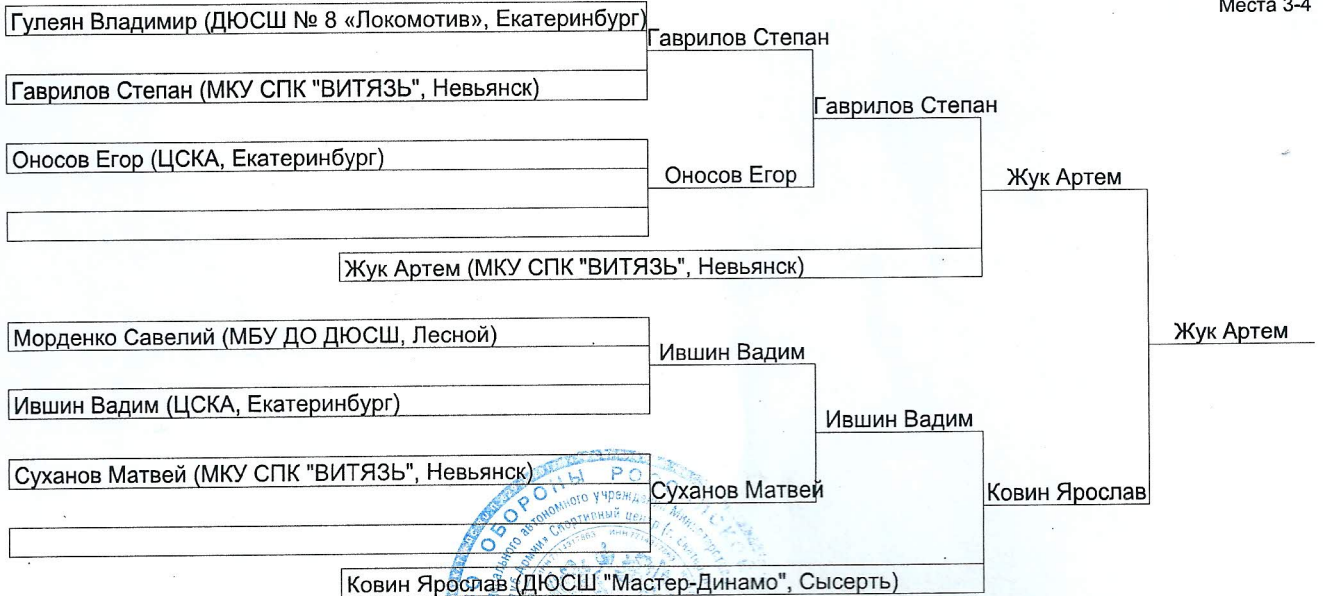 Места 3-4
Гулеян Владимир (ДЮСШ № 8 «Локомотив», Екатеринбург)
Гаврилов Степан
Гаврилов Степан (МКУ СПК "ВИТЯЗЬ", Невьянск)
Гаврилов Степан
Оносов Егор (ЦСКА, Екатеринбург)
Оносов Егор
Жук Артем
Жук Артем (МКУ СПК "ВИТЯЗЬ", Невьянск)
Морденко Савелий (МБУ ДО ДЮСШ, Лесной)
Жук Артем
Ившин Вадим
Ившин Вадим (ЦСКА, Екатеринбург)
Ившин Вадим
Суханов Матвей (МКУ СПК "ВИТЯЗЬ", Невьянск)
Суханов Матвей
Ковин Ярослав
Ковин Ярослав (ДЮСШ "Мастер-Динамо", Сысерть)
ОБОРОНЫ